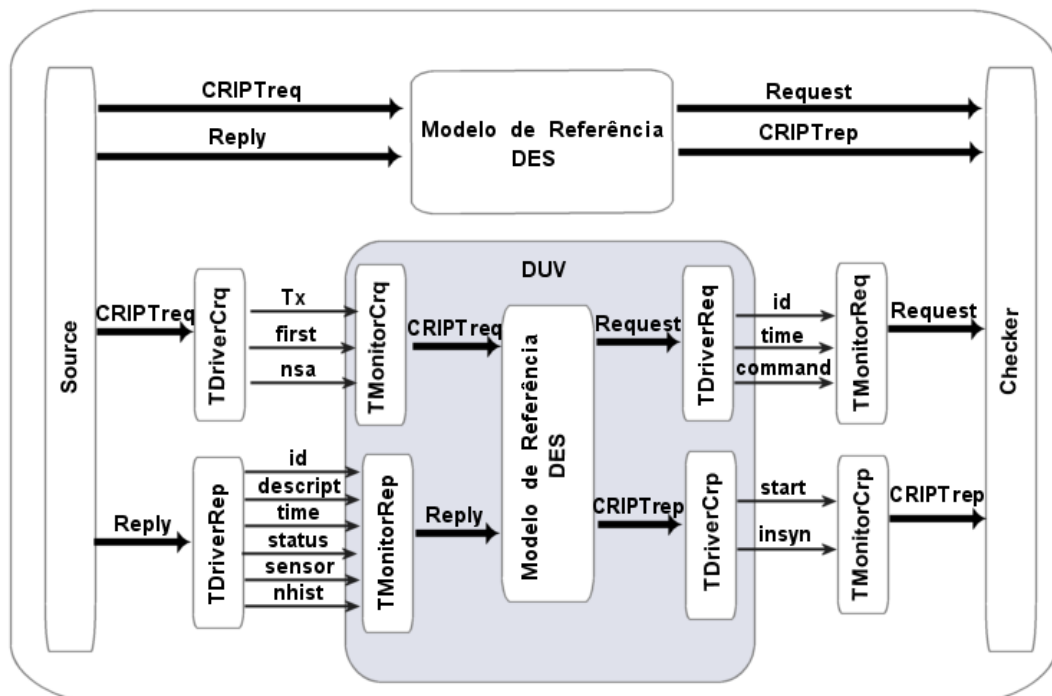 CRIPTreq
Reply
Modelo de Referência
DES
Request
CRIPTrep
Source
Checker
DUV
CRIPTreq
TDriverCrq
Tx
first
nsa
TMonitorCrq
CRIPTreq
Modelo de Referência
DES
Request
TDriverReq
id
time
command
TMonitorReq
Request
Reply
TDriverRep
id
descript
time
status
sensor
nhist
TMonitorRep
Reply
CRIPTrep
TDriverCrp
start
insyn
TMonitorCrp
CRIPTrep